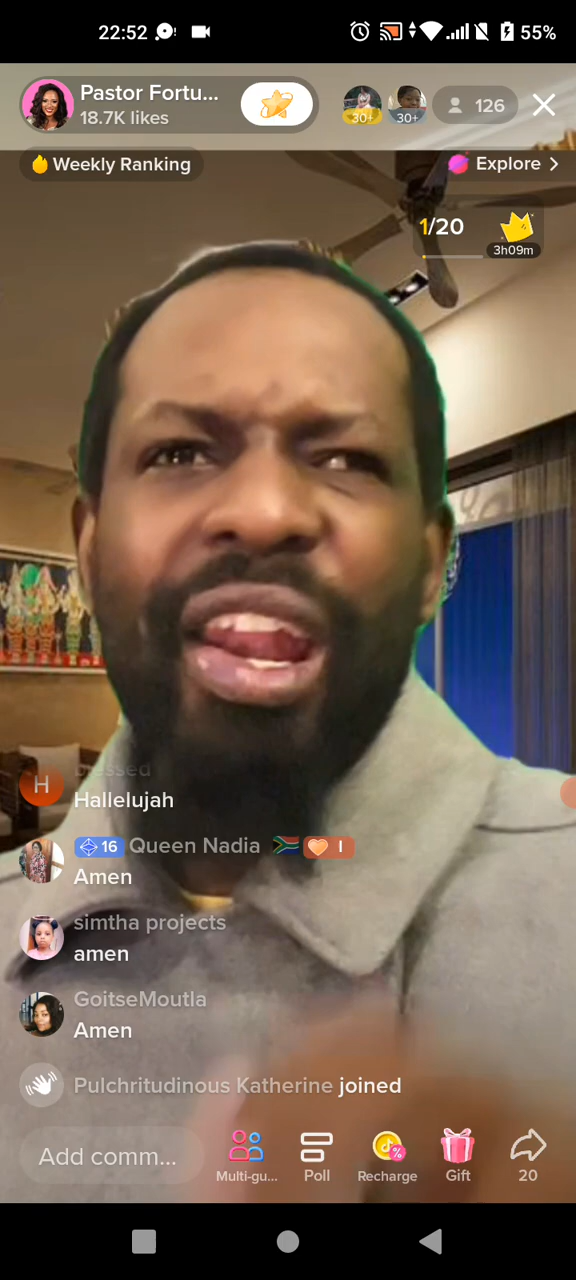 22:52
55%
Pastor Fortu...
18.7K likes
30+
30+
126
Weekly Ranking
Explore >
1/20
3h09m
blessed
H
Hallelujah
16 Queen Nadia I
Amen
simtha projects
amen
GoitseMoutla
Amen
Pulchritudinous Katherine joined
Add comm...
Multi-gu...
Poll
Recharge
Gift
20